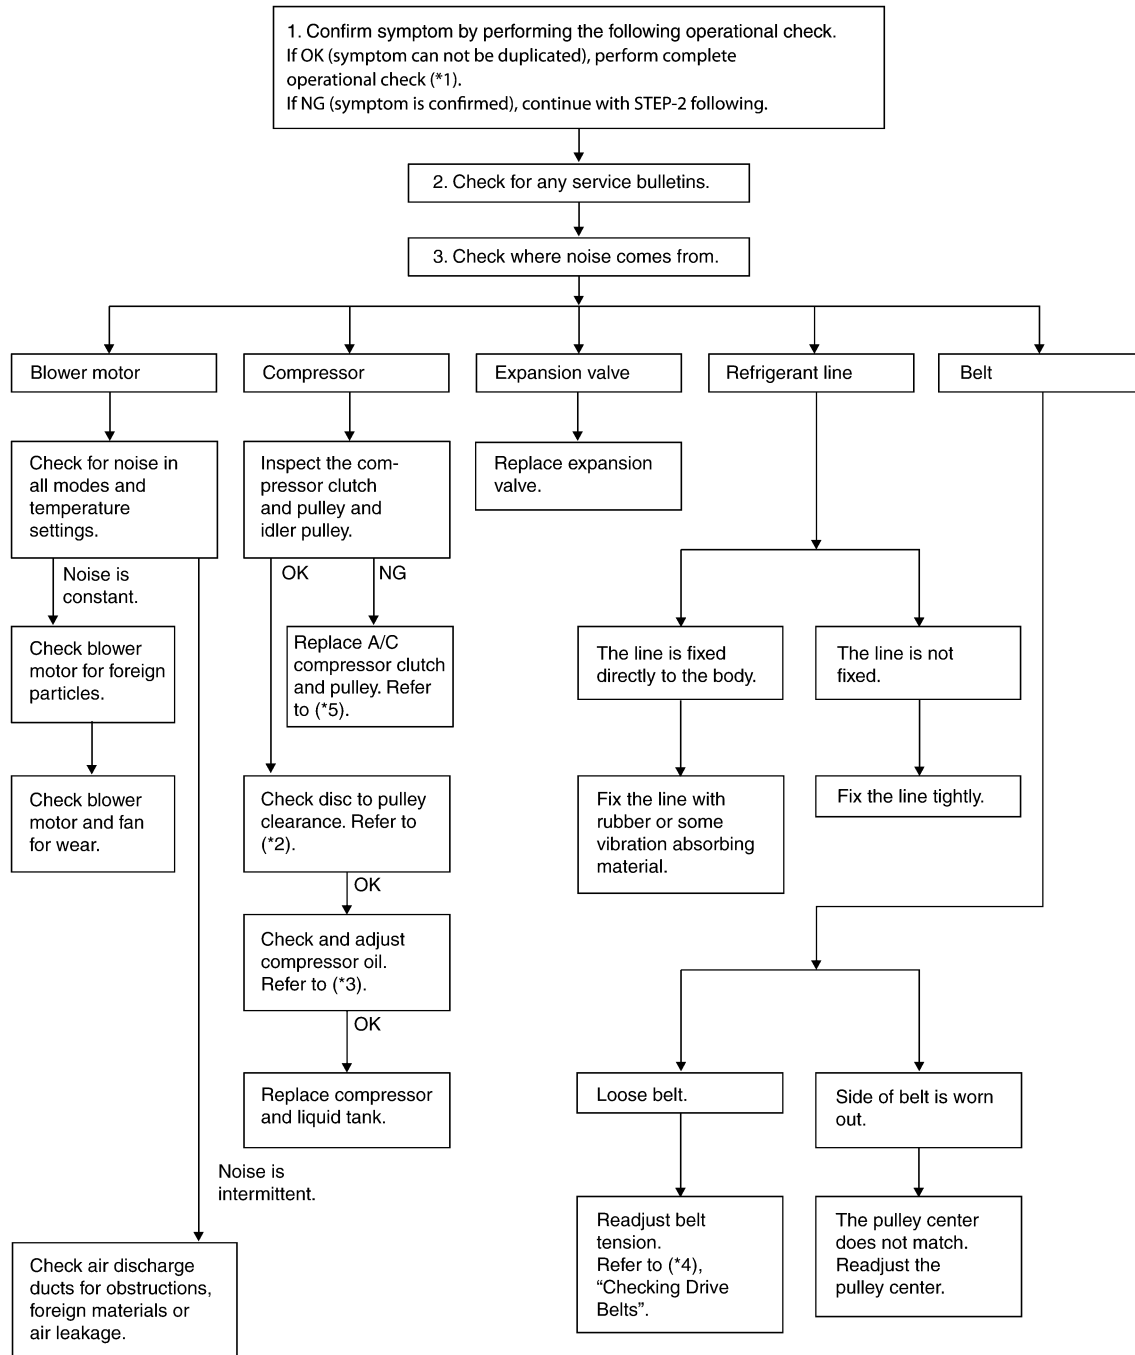 1. Confirm symptom by performing the following operational check.
If OK (symptom can not be duplicated), perform complete
operational check (*1).
If NG (symptom is confirmed), continue with STEP-2 following.
2. Check for any service bulletins.
3. Check where noise comes from.
Blower motor
Compressor
Expansion valve
Refrigerant line
Belt
Check for noise in
all modes and
temperature
settings.
Inspect the com-
pressor clutch
and pulley and
idler pulley.
Replace expansion
valve.
Noise is
constant.
OK
NG
Check blower
motor for foreign
particles.
Replace A/C
compressor clutch
and pulley. Refer
to (*5).
The line is fixed
directly to the body.
The line is not
fixed.
Check blower
motor and fan
for wear.
Check disc to pulley
clearance. Refer to
(*2).
Fix the line with
rubber or some
vibration absorbing
material.
Fix the line tightly.
OK
Check and adjust
compressor oil.
Refer to (*3).
OK
Replace compressor
and liquid tank.
Loose belt.
Side of belt is worn
out.
Noise is
intermittent.
Readjust belt
tension.
Refer to (*4),
“Checking Drive
Belts”.
The pulley center
does not match.
Readjust the
pulley center.
Check air discharge
ducts for obstructions,
foreign materials or
air leakage.